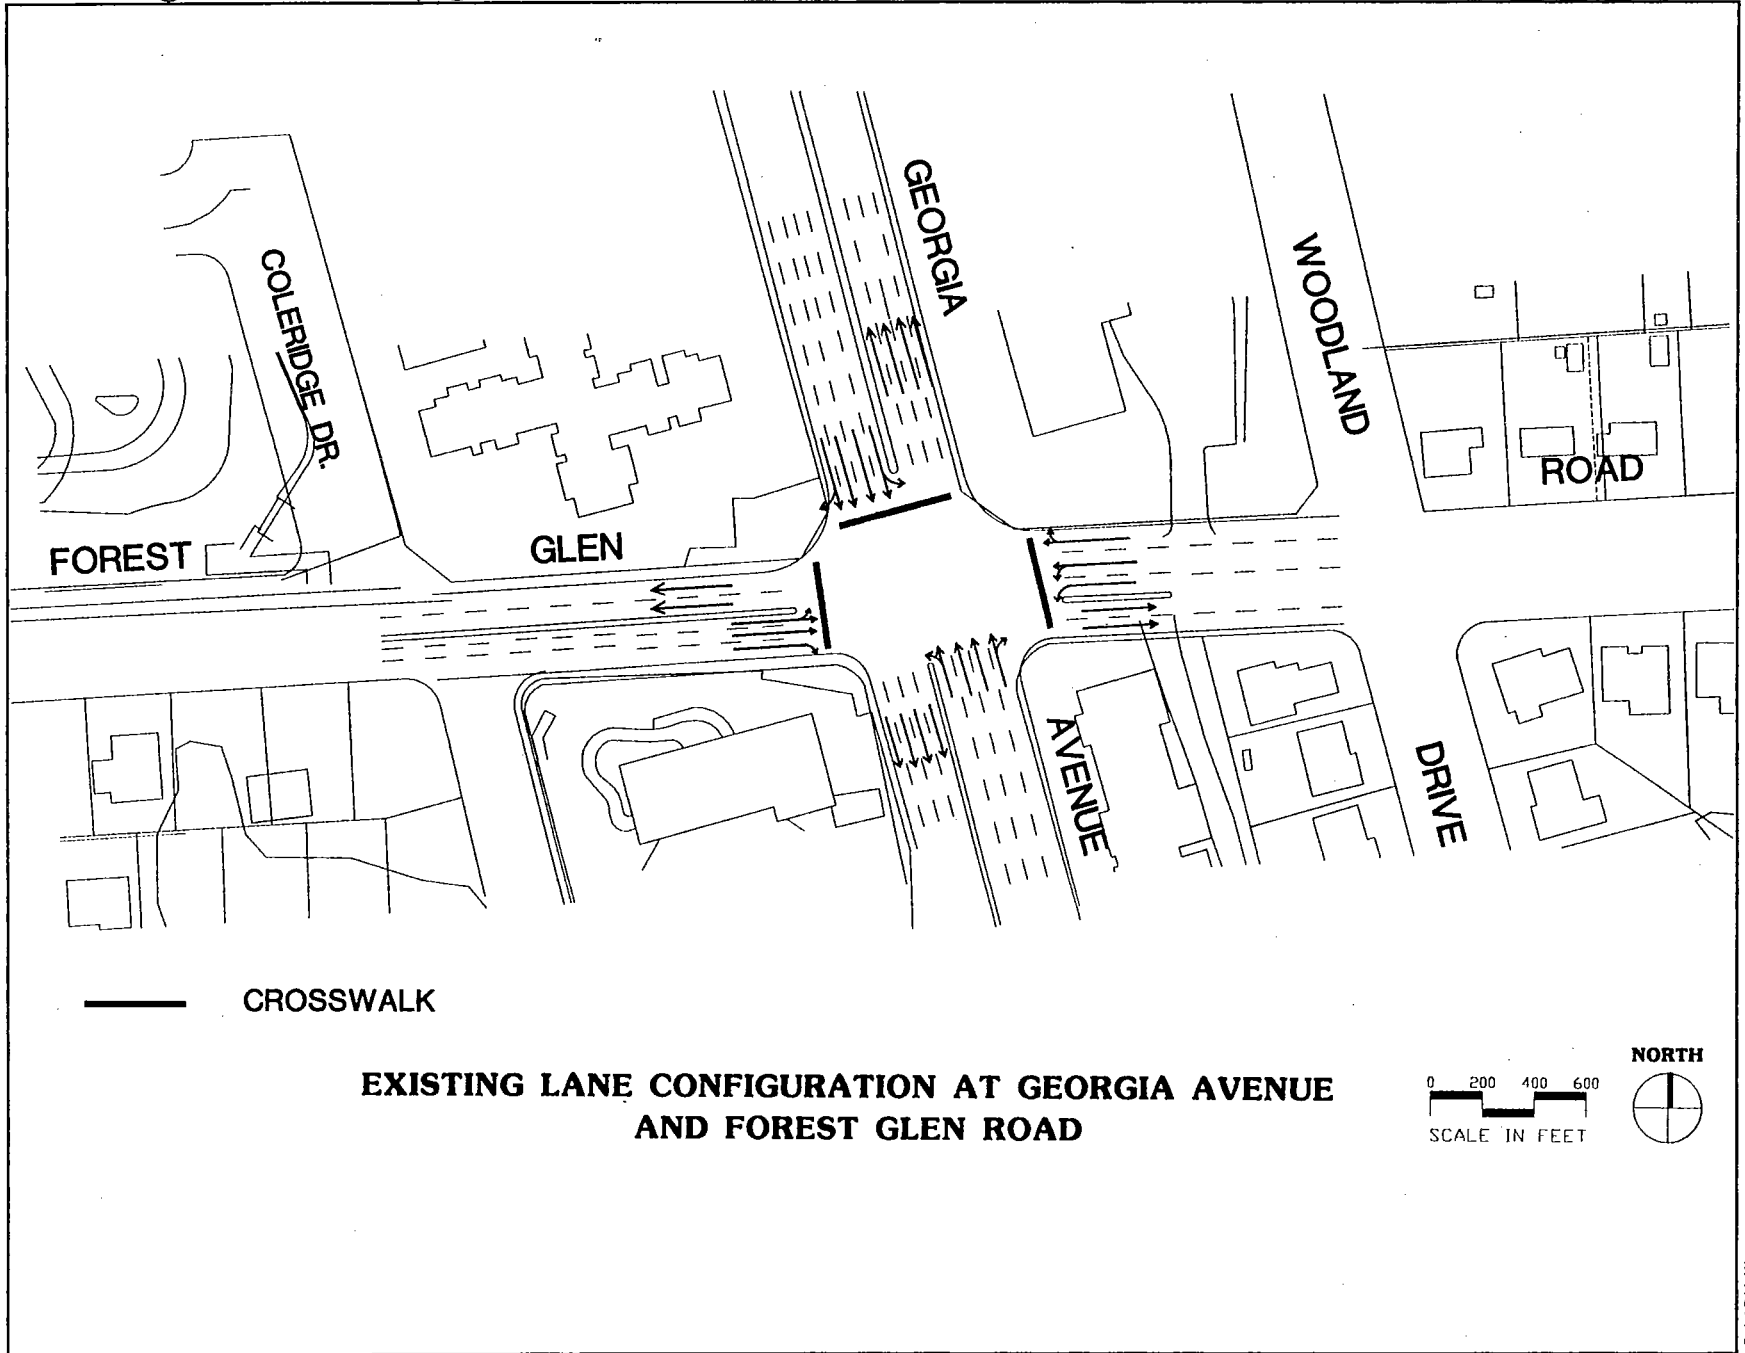 GEORGIA
COLERIDGE DR.
WOODLAND
ROAD
FOREST
GLEN
AVENUE
DRIVE
CROSSWALK
EXISTING LANE CONFIGURATION AT GEORGIA AVENUE
AND FOREST GLEN ROAD
0 200 400 600
SCALE IN FEET
NORTH